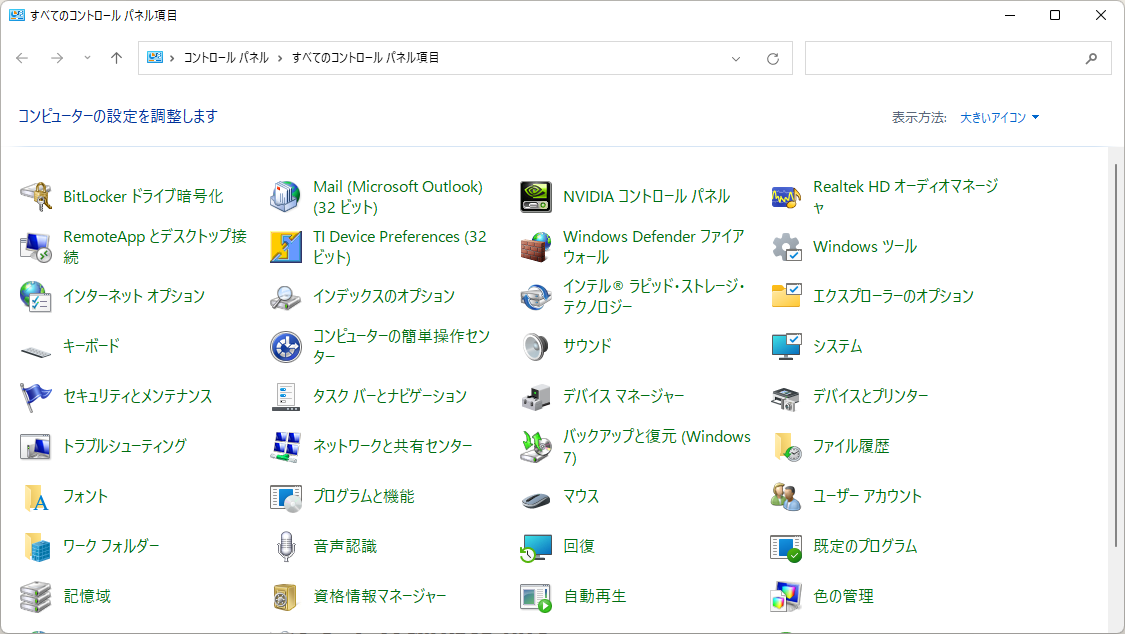 すべてのコントロール パネル項目
コントロール パネル
すべてのコントロール パネル項目
コンピューターの設定を調整します
表示方法: 大きいアイコン
BitLocker ドライブ暗号化
Mail (Microsoft Outlook)
(32 ビット)
NVIDIA コントロール パネル
Realtek HD オーディオマネージ
ャ
RemoteApp とデスクトップ接
続
TI Device Preferences (32
ビット)
Windows Defender ファイア
ウォール
Windows ツール
インターネット オプション
インデックスのオプション
インテル® ラピッド・ストレージ・
テクノロジー
エクスプローラーのオプション
キーボード
コンピューターの簡単操作セン
ター
サウンド
システム
セキュリティとメンテナンス
タスク バーとナビゲーション
デバイス マネージャー
デバイスとプリンター
トラブルシューティング
ネットワークと共有センター
バックアップと復元 (Windows
7)
ファイル履歴
フォント
プログラムと機能
マウス
ユーザー アカウント
ワーク フォルダー
音声認識
回復
既定のプログラム
記憶域
資格情報マネージャー
自動再生
色の管理